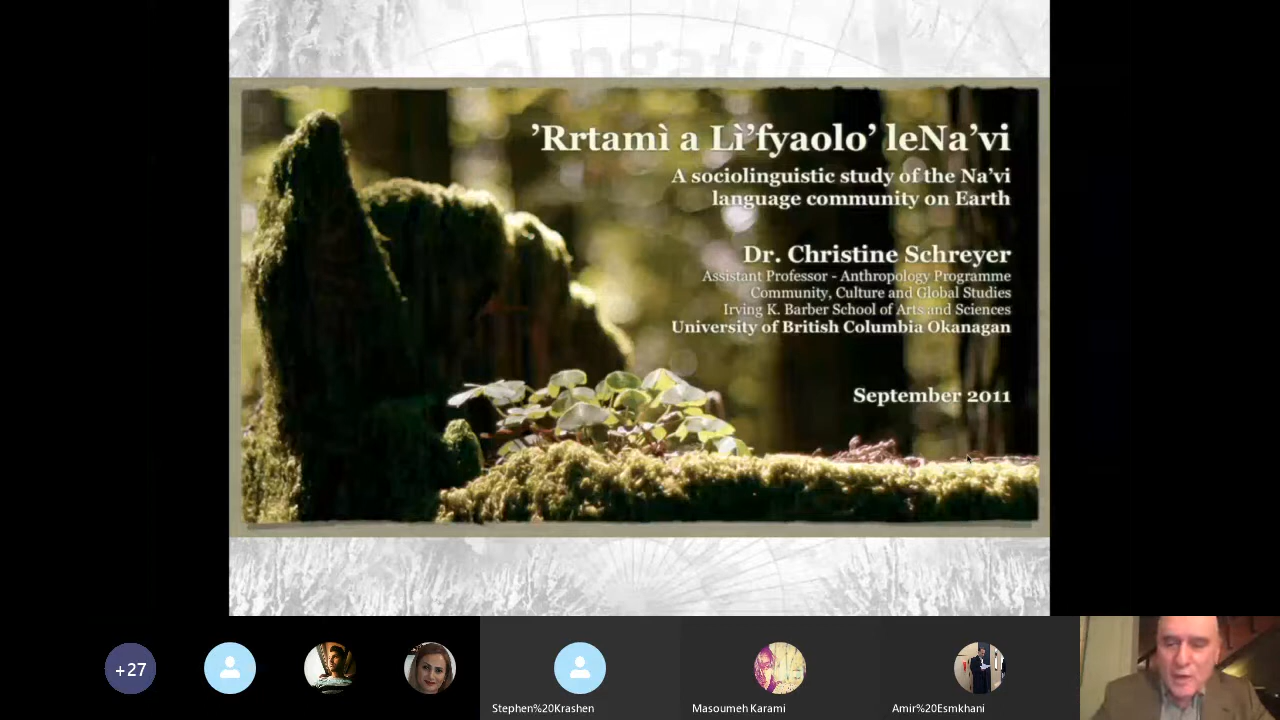 el ngati
’Rrtamì a Lì’fyaolo’ leNa’vi
A sociolinguistic study of the Na’vi
language community on Earth
Dr. Christine Schreyer
Assistant Professor - Anthropology Programme
Community, Culture and Global Studies
Irving K. Barber School of Arts and Sciences
University of British Columbia Okanagan
September 2011
+27
Stephen%20Krashen
Masoumeh Karami
Amir%20Esmkhani